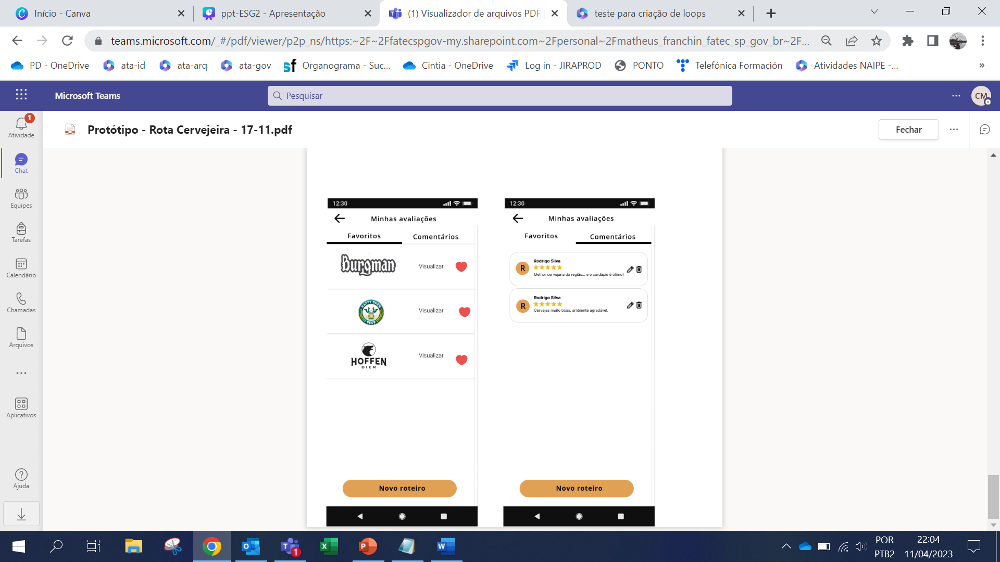 Início - Canva
ppt-ESG2 - Apresentação
(1) Visualizador de arquivos PDF
teste para criação de loops
teams.microsoft.com/_#/pdf/viewer/p2p_ns/https:~2F~2Ffatecspgov-my.sharepoint.com~2Fpersonal~2Fmatheus_franchin_fatec_sp_gov_br~2F...
PD - OneDrive
ata-id
ata-arq
ata-gov
sf
Organograma - Suc...
Cintia - OneDrive
Log in - JIRAPROD
PONTO
Telefónica Formación
Atividades NAIPE -...
»
Microsoft Teams
Pesquisar
CM
1
Atividade
Chat
Equipes
Tarefas
Calendário
Chamadas
Arquivos
Aplicativos
Ajuda
Protótipo - Rota Cervejeira - 17-11.pdf
Fechar
12:30
Minhas avaliações
Favoritos
Comentários
Burgman
Visualizar
HAPPY BREW
BEER
Visualizar
HOFFEN
BIER
Visualizar
Novo roteiro
12:30
Minhas avaliações
Favoritos
Comentários
R
Rodrigo Silva
Melhor cervejaria da região... e o cardápio é ótimo!
R
Rodrigo Silva
Cervejas muito boas, ambiente agradável.
Novo roteiro
1
POR
PTB2
22:04
11/04/2023